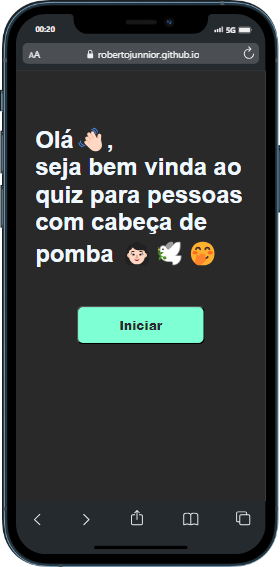 00:20
5G
AA robertojunnior.github.io
Olá 👋🏻,
seja bem vinda ao
quiz para pessoas
com cabeça de
pomba 👦🏻 🕊️ 🤭
Iniciar